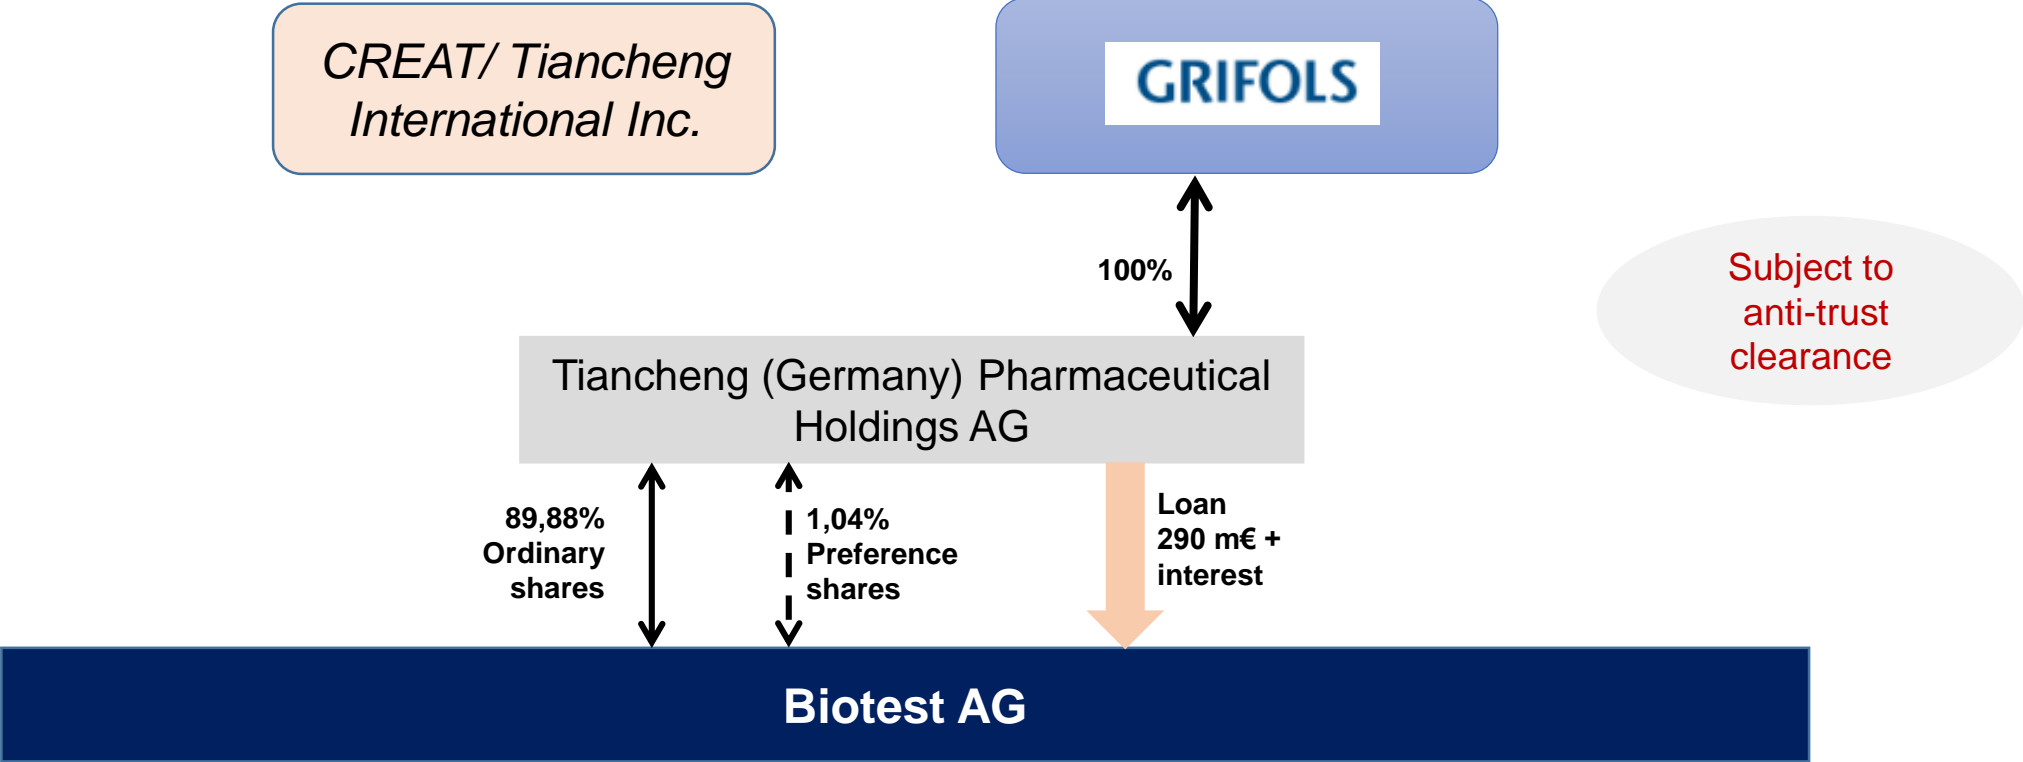 CREAT/ Tiancheng
International Inc.
GRIFOLS
100%
Subject to
anti-trust
clearance
Tiancheng (Germany) Pharmaceutical
Holdings AG
89,88%
Ordinary
shares
1,04%
Preference
shares
Loan
290 m€ +
interest
Biotest AG